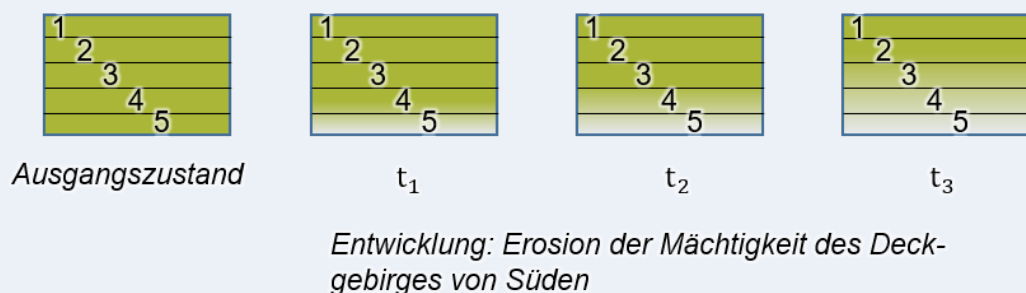 1 2 3 4 5
1 2 3 4 5
1 2 3 4 5
1 2 3 4 5
Ausgangszustand t₁ t₂ t₃
Entwicklung: Erosion der Mächtigkeit des Deck-
gebirges von Süden